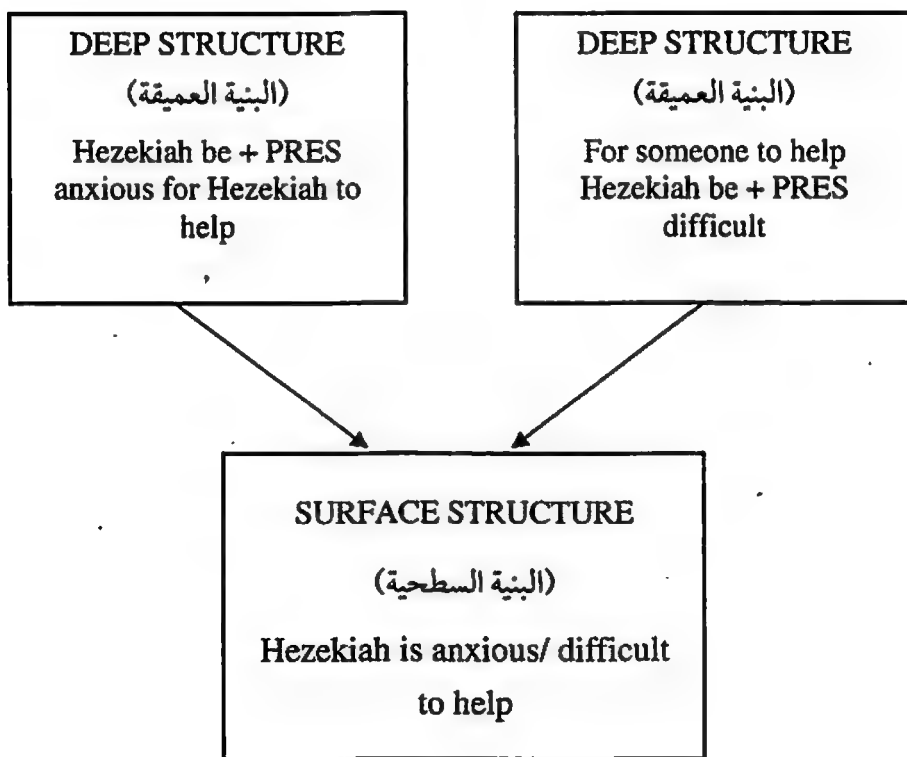 DEEP STRUCTURE
(البنية العميقة)
Hezekiah be + PRES
anxious for Hezekiah to
help
DEEP STRUCTURE
(البنية العميقة)
For someone to help
Hezekiah be + PRES
difficult
SURFACE STRUCTURE
(البنية السطحية)
Hezekiah is anxious/ difficult
to help